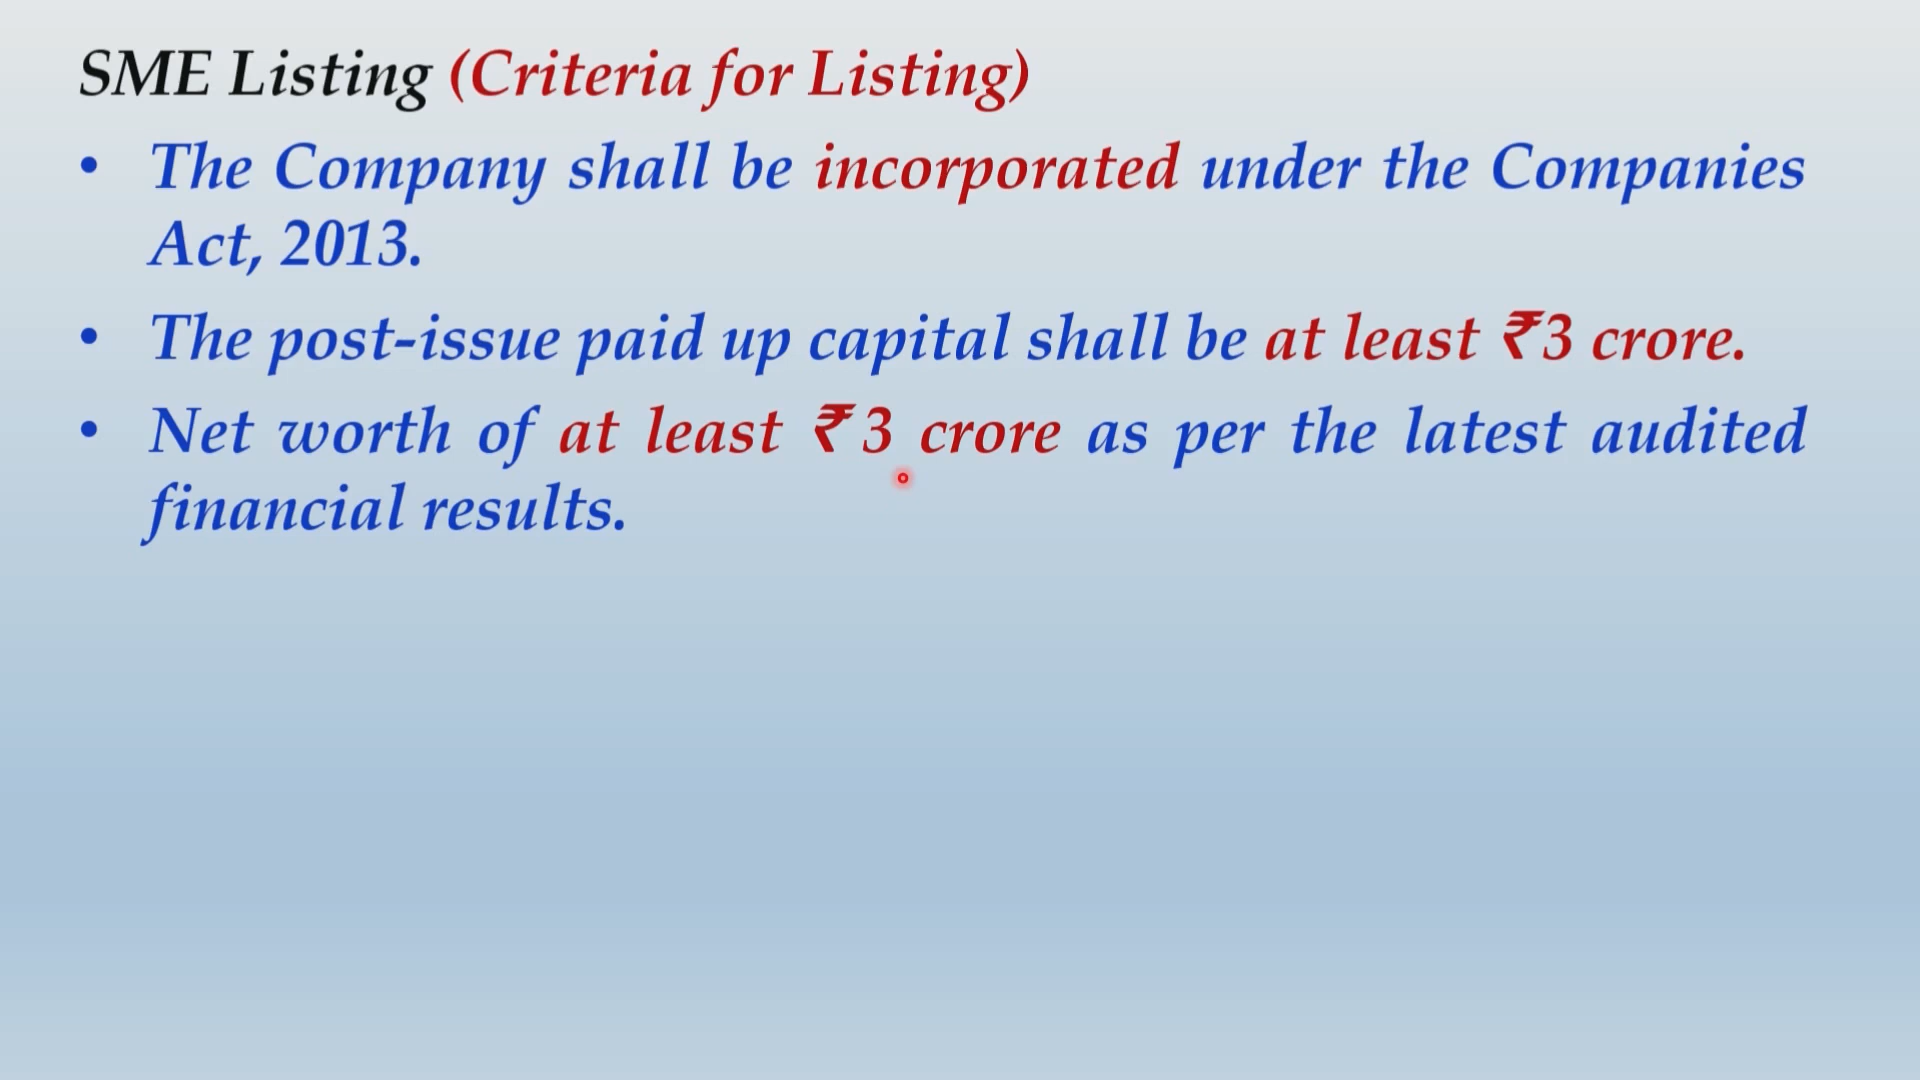 SME Listing (Criteria for Listing)
• The Company shall be incorporated under the Companies
Act, 2013.
• The post-issue paid up capital shall be at least ₹3 crore.
• Net worth of at least ₹3 crore as per the latest audited
financial results.